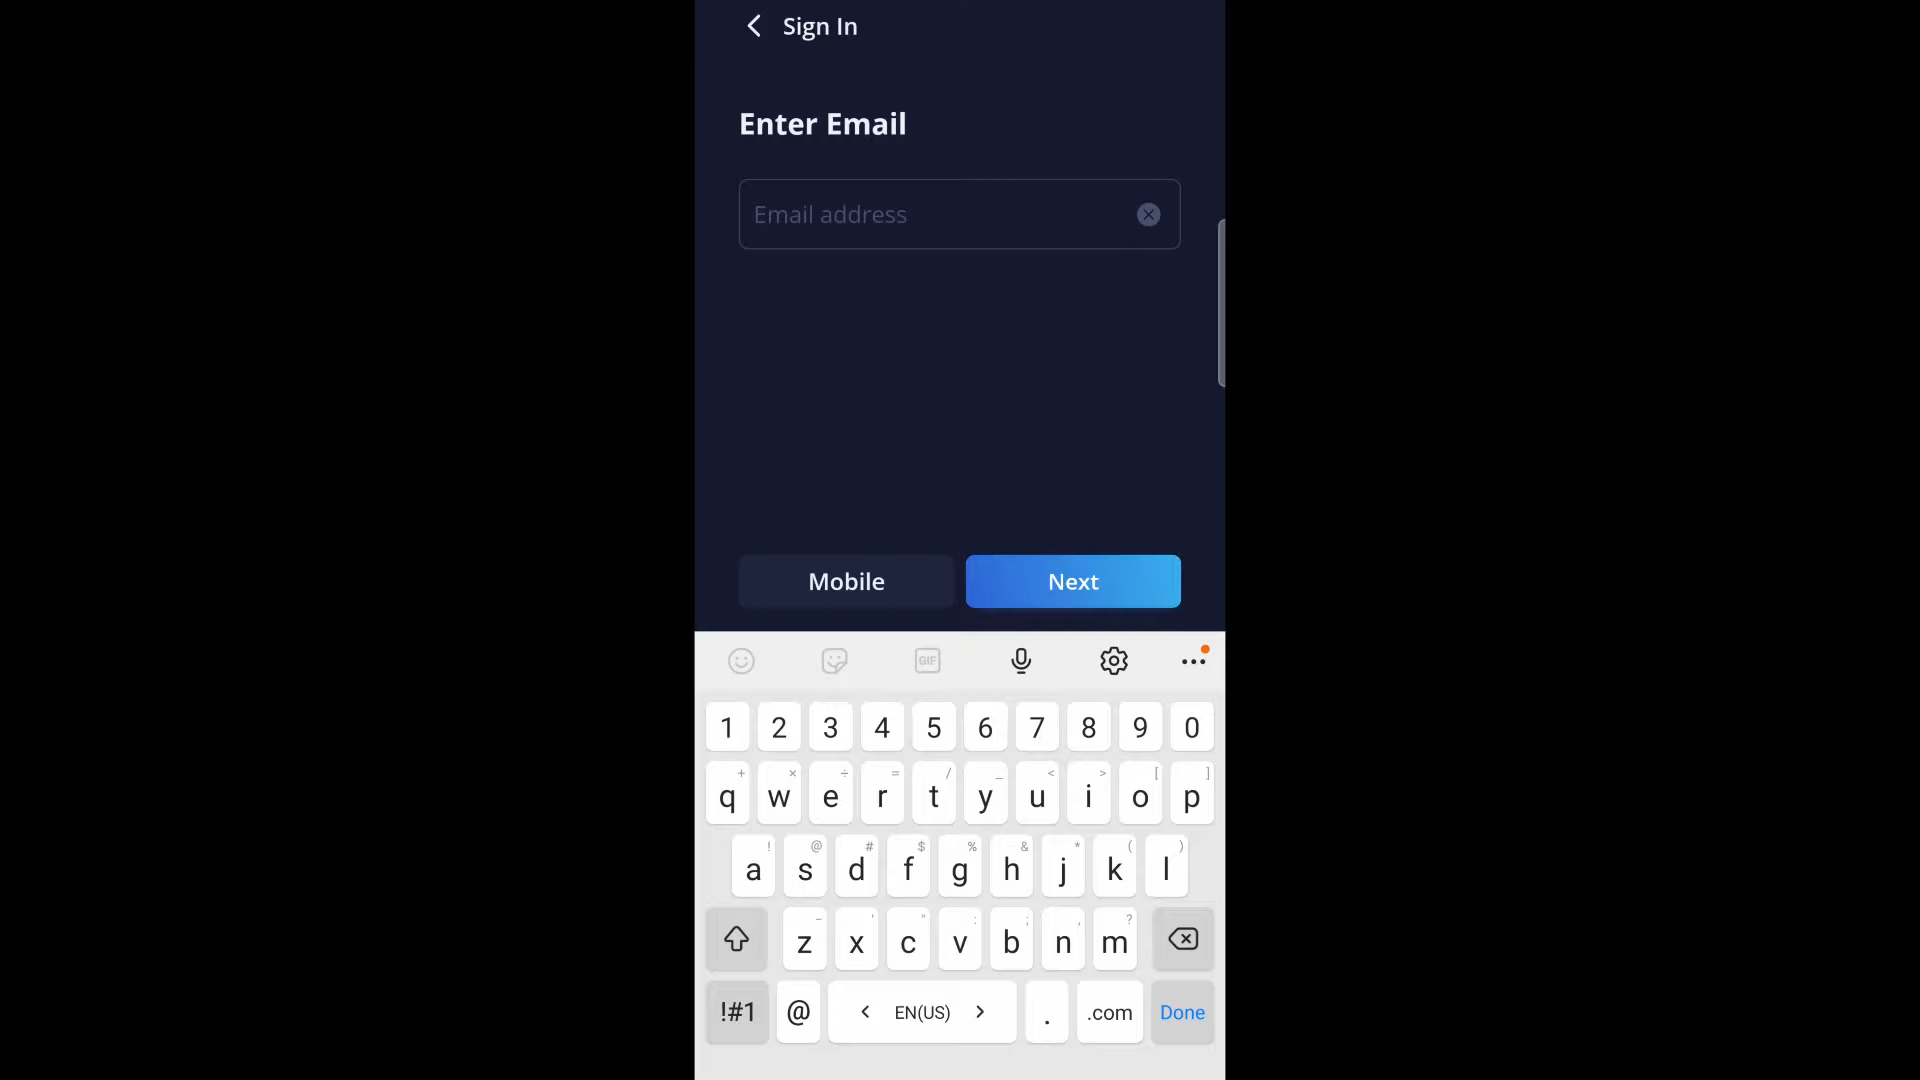 Sign In
Enter Email
Email address
Mobile
Next
GIF
1 2 3 4 5 6 7 8 9 0
+ × ÷ = / _ < > [ ]
q w e r t y u i o p
! @ # $ % & * ( )
a s d f g h j k l
- ' " : ; , ?
z x c v b n m
!#1 @ < EN(US) > . .com Done